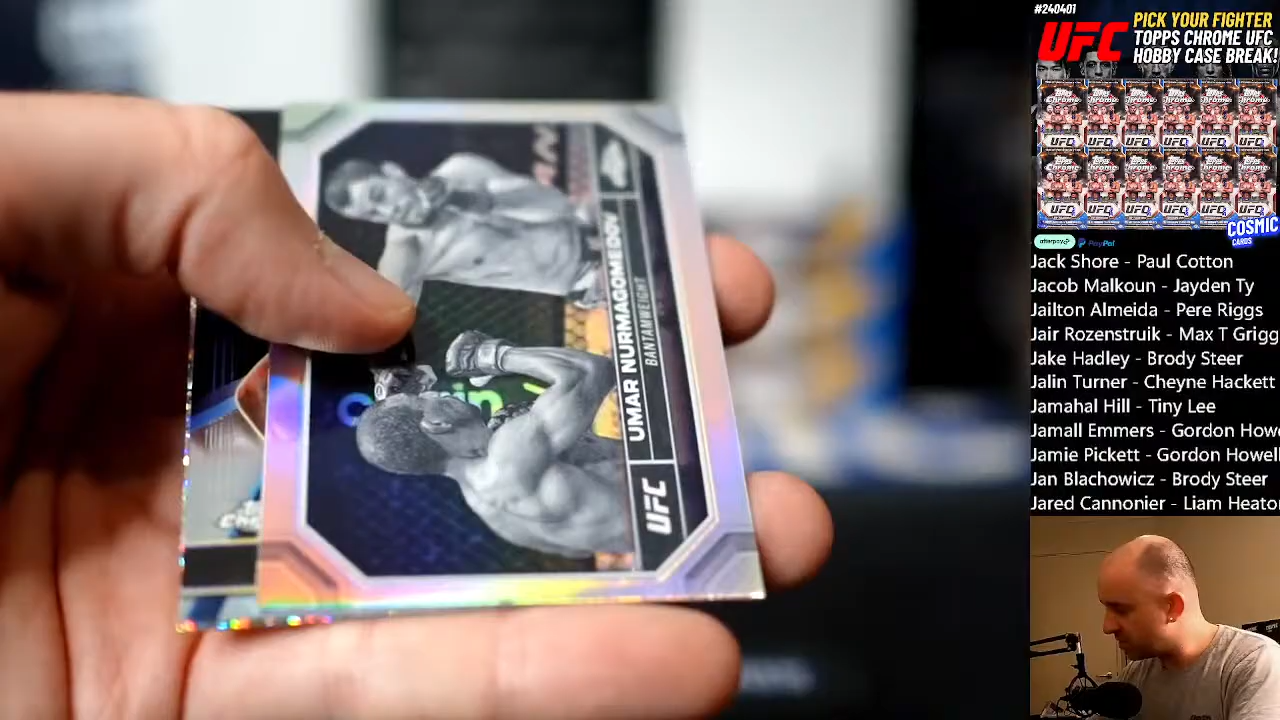 #240401
UFC
PICK YOUR FIGHTER
TOPPS CHROME UFC
HOBBY CASE BREAK!
COSMIC
CARDS
afterpay
PayPal
Jack Shore - Paul Cotton
Jacob Malkoun - Jayden Ty
Jailton Almeida - Pere Riggs
Jair Rozenstruik - Max T Grigg
Jake Hadley - Brody Steer
Jalin Turner - Cheyne Hackett
Jamahal Hill - Tiny Lee
Jamall Emmers - Gordon Howe
Jamie Pickett - Gordon Howell
Jan Blachowicz - Brody Steer
Jared Cannonier - Liam Heato
UFC
UMAR NURMAGOMEDOV
BANTAMWEIGHT